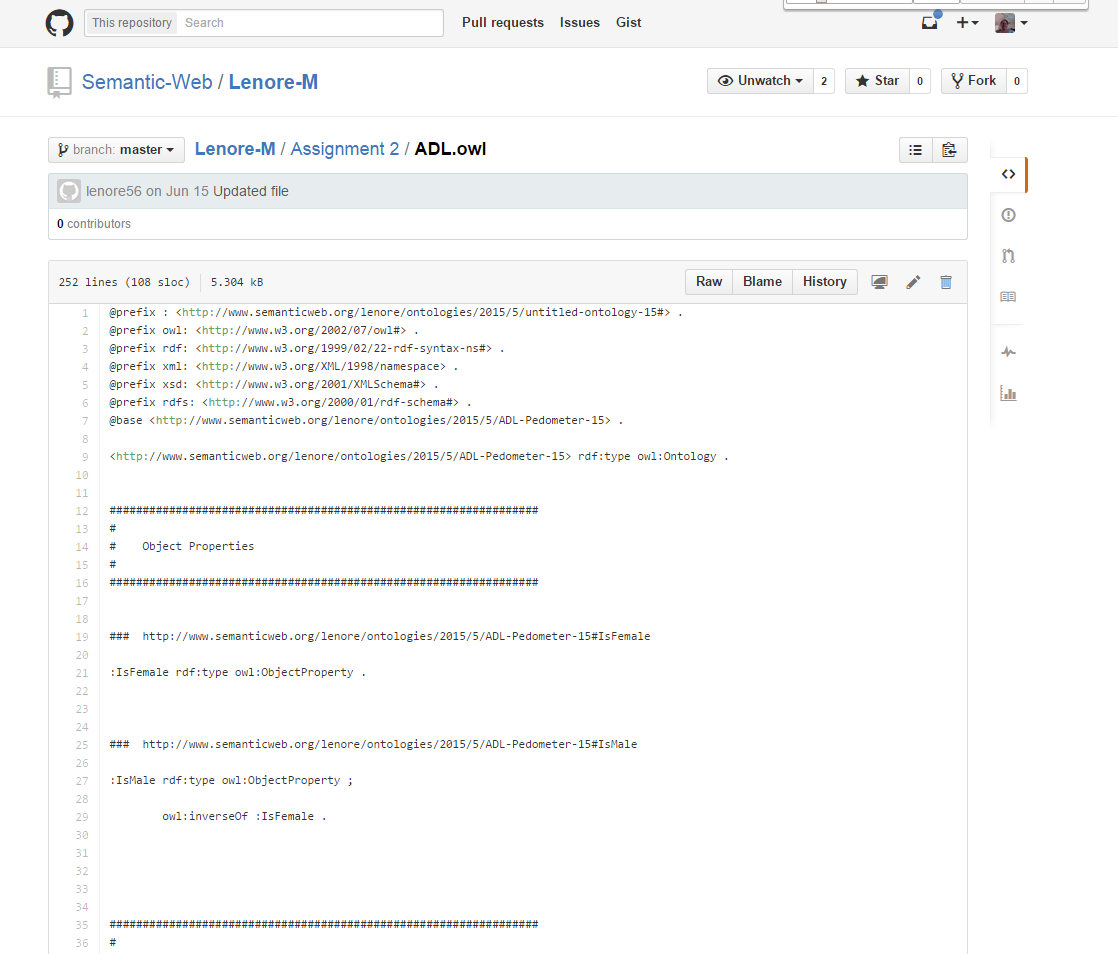 This repository Search Pull requests Issues Gist
Semantic-Web / Lenore-M Unwatch 2 Star 0 Fork 0
branch: master Lenore-M / Assignment 2 / ADL.owl
lenore56 on Jun 15 Updated file
0 contributors
252 lines (108 sloc) 5.304 kB Raw Blame History
1 @prefix : <http://www.semanticweb.org/lenore/ontologies/2015/5/untitled-ontology-15#> .
2 @prefix owl: <http://www.w3.org/2002/07/owl#> .
3 @prefix rdf: <http://www.w3.org/1999/02/22-rdf-syntax-ns#> .
4 @prefix xml: <http://www.w3.org/XML/1998/namespace> .
5 @prefix xsd: <http://www.w3.org/2001/XMLSchema#> .
6 @prefix rdfs: <http://www.w3.org/2000/01/rdf-schema#> .
7 @base <http://www.semanticweb.org/lenore/ontologies/2015/5/ADL-Pedometer-15> .
8
9 <http://www.semanticweb.org/lenore/ontologies/2015/5/ADL-Pedometer-15> rdf:type owl:Ontology .
10
11
12 #################################################################
13 #
14 #    Object Properties
15 #
16 #################################################################
17
18
19 ###  http://www.semanticweb.org/lenore/ontologies/2015/5/ADL-Pedometer-15#IsFemale
20
21 :IsFemale rdf:type owl:ObjectProperty .
22
23
24
25 ###  http://www.semanticweb.org/lenore/ontologies/2015/5/ADL-Pedometer-15#IsMale
26
27 :IsMale rdf:type owl:ObjectProperty ;
28
29         owl:inverseOf :IsFemale .
30
31
32
33
34
35 #################################################################
36 #